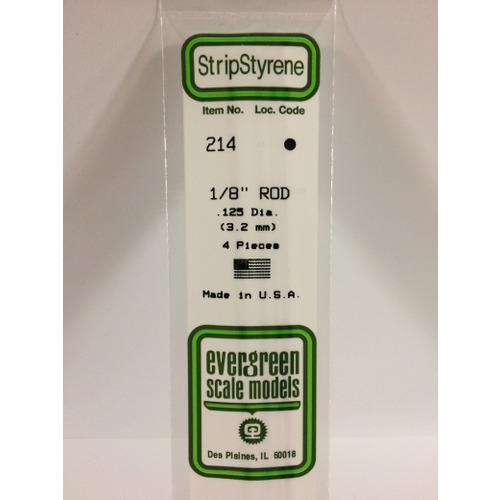 StripStyrene
Item No. Loc. Code
214
1/8" ROD
.125 Dia.
(3.2 mm)
4 Pieces
Made in U.S.A.
evergreen
scale models
Des Plaines, IL 60018